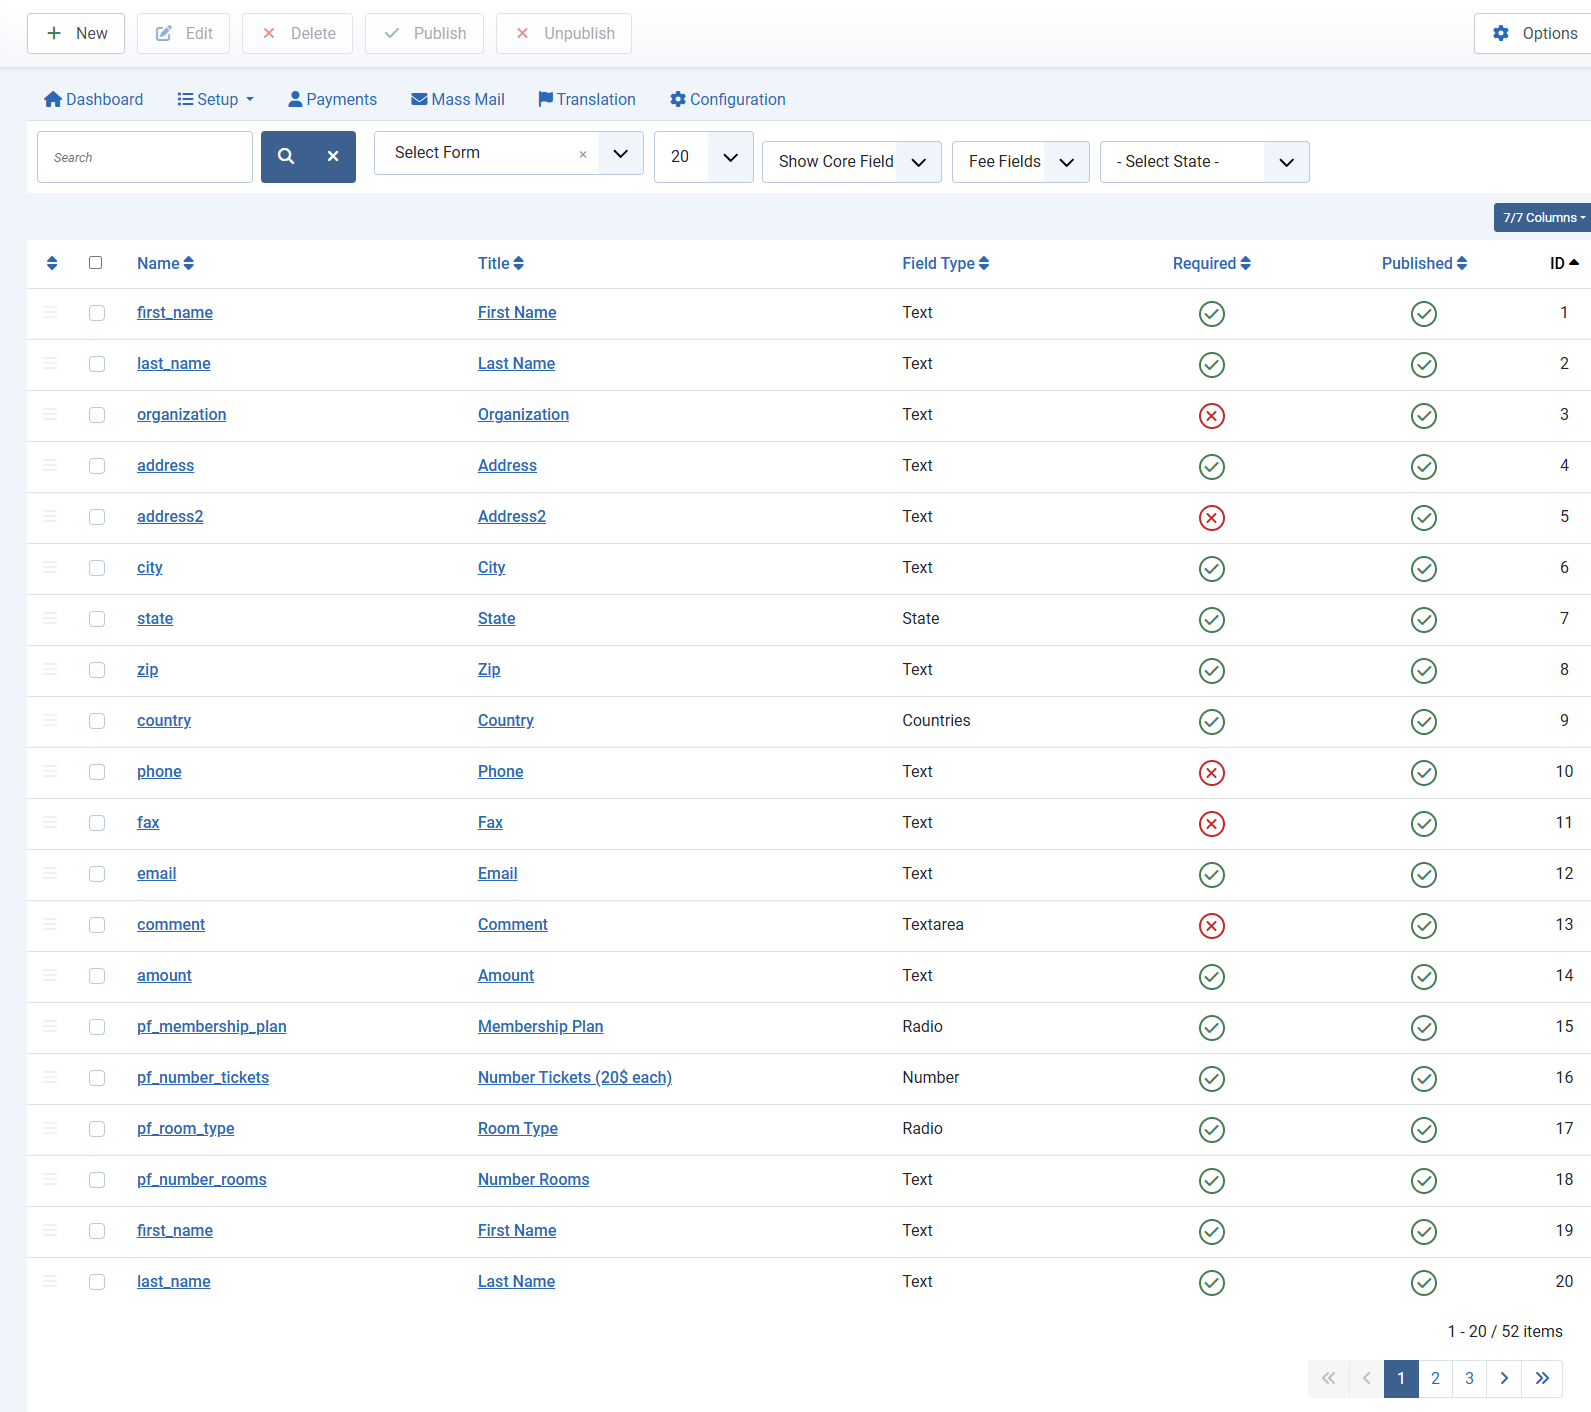 New Edit Delete Publish Unpublish Options
Dashboard Setup Payments Mass Mail Translation Configuration
Search Select Form × 20 Show Core Field Fee Fields - Select State -
7/7 Columns
Name Title Field Type Required Published ID
first_name First Name Text 1
last_name Last Name Text 2
organization Organization Text 3
address Address Text 4
address2 Address2 Text 5
city City Text 6
state State State 7
zip Zip Text 8
country Country Countries 9
phone Phone Text 10
fax Fax Text 11
email Email Text 12
comment Comment Textarea 13
amount Amount Text 14
pf_membership_plan Membership Plan Radio 15
pf_number_tickets Number Tickets (20$ each) Number 16
pf_room_type Room Type Radio 17
pf_number_rooms Number Rooms Text 18
first_name First Name Text 19
last_name Last Name Text 20
1 - 20 / 52 items
1 2 3